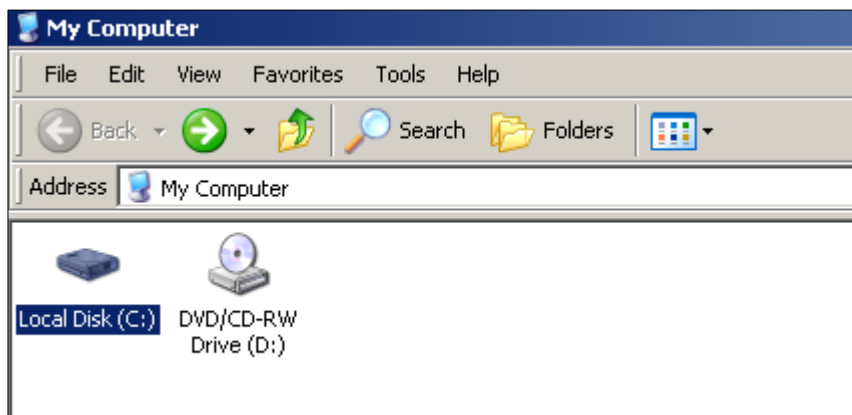 My Computer
File Edit View Favorites Tools Help
Back Search Folders
Address My Computer
Local Disk (C:)
DVD/CD-RW
Drive (D:)